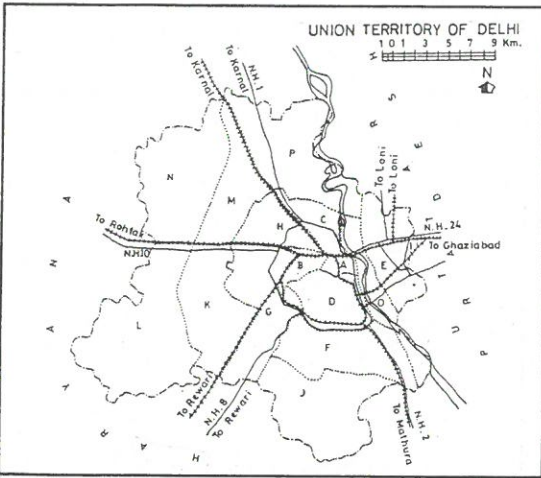 UNION TERRITORY OF DELHI
1 0 1 3 5 7 9 Km.
N
To Karnal
To Karnal
N.H.1
P
N
M
C
H
To Loni
To Loni
N.H.24
To Ghaziabad
To Rohtak
N.H.10
B
A
E
D
O
G
K
L
F
J
To Rewari
N.H. 8
To Rewari
N.H.2
To Mathura
H A R Y A N A
U T T A R P R